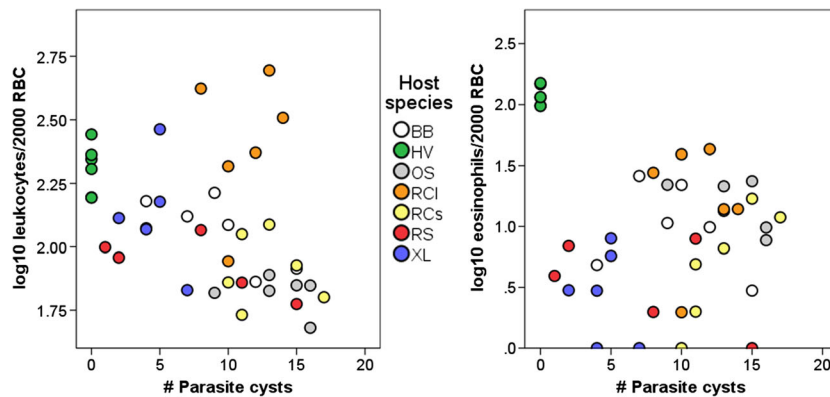 log10 leukocytes/2000 RBC
2.75
2.50
2.25
2.00
1.75
0 5 10 15 20
# Parasite cysts
Host
species
BB
HV
OS
RCl
RCs
RS
XL
log10 eosinophils/2000 RBC
2.5
2.0
1.5
1.0
.5
.0
0 5 10 15 20
# Parasite cysts